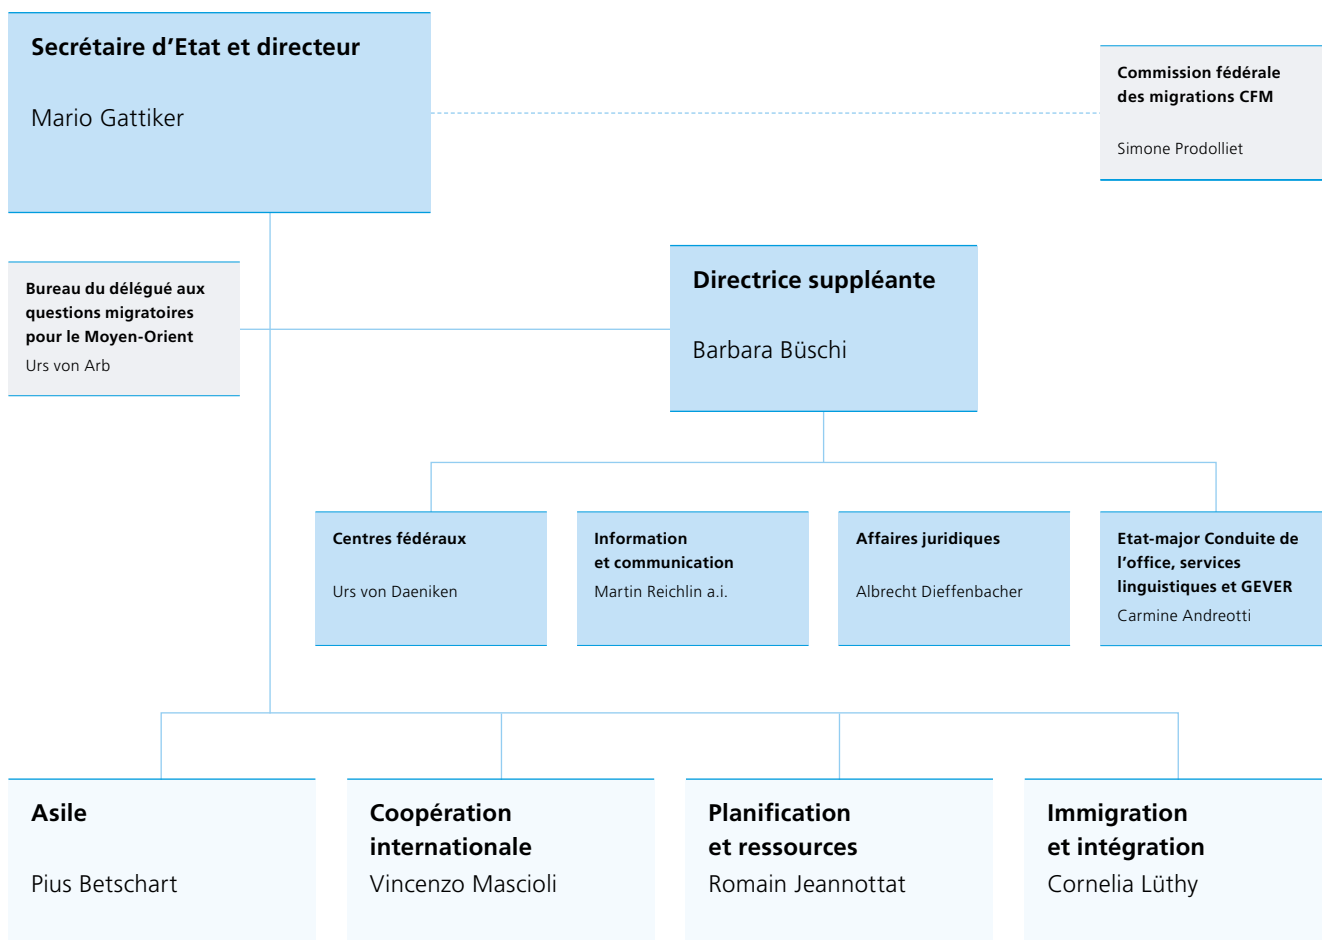 Secrétaire d’Etat et directeur
Mario Gattiker
Commission fédérale
des migrations CFM
Simone Prodolliet
Bureau du délégué aux
questions migratoires
pour le Moyen-Orient
Urs von Arb
Directrice suppléante
Barbara Büschi
Centres fédéraux
Urs von Daeniken
Information
et communication
Martin Reichlin a.i.
Affaires juridiques
Albrecht Dieffenbacher
Etat-major Conduite de
l’office, services
linguistiques et GEVER
Carmine Andreotti
Asile
Pius Betschart
Coopération
internationale
Vincenzo Mascioli
Planification
et ressources
Romain Jeannottat
Immigration
et intégration
Cornelia Lüthy